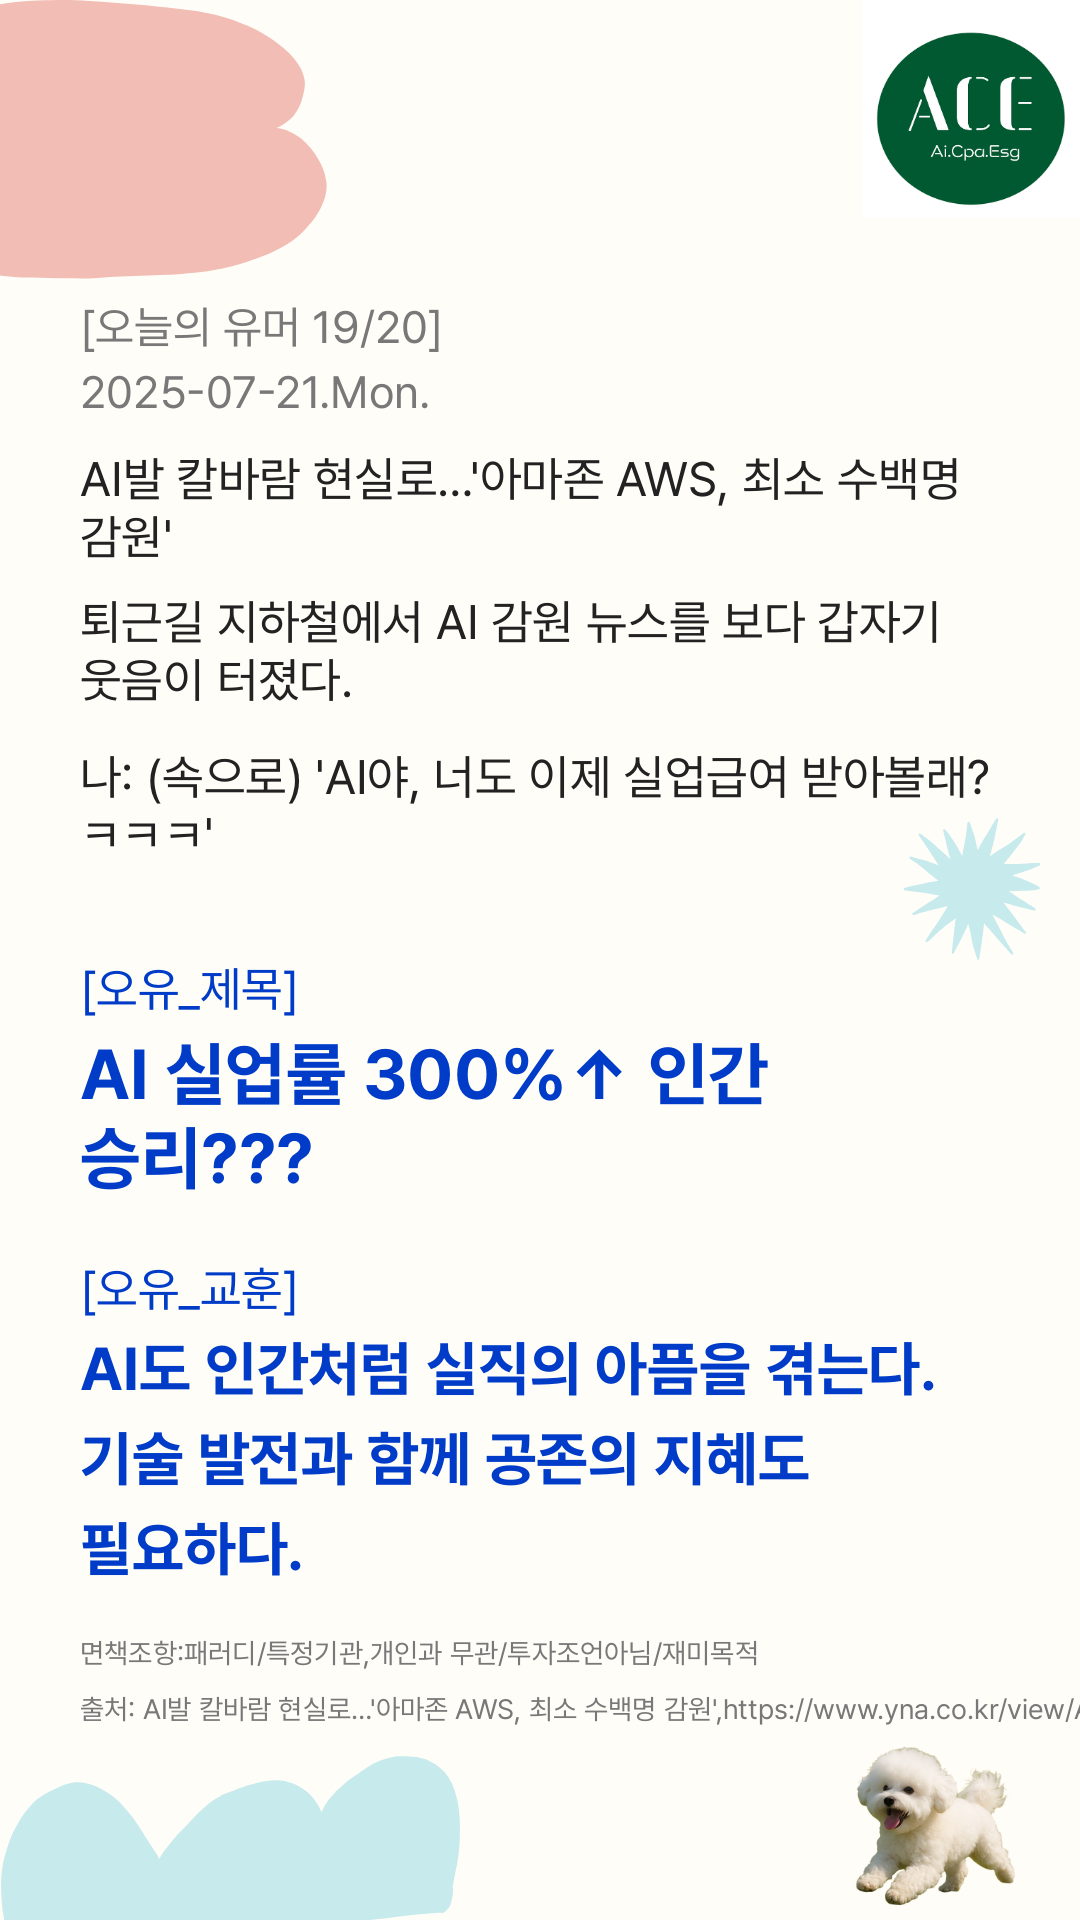 ACE
Ai.Cpa.Esg
[오늘의 유머 19/20]
2025-07-21.Mon.
AI발 칼바람 현실로...'아마존 AWS, 최소 수백명
감원'
퇴근길 지하철에서 AI 감원 뉴스를 보다 갑자기
웃음이 터졌다.
나: (속으로) 'AI야, 너도 이제 실업급여 받아볼래?
ㅋㅋㅋ'
[오유_제목]
AI 실업률 300%↑ 인간
승리???
[오유_교훈]
AI도 인간처럼 실직의 아픔을 겪는다.
기술 발전과 함께 공존의 지혜도
필요하다.
면책조항:패러디/특정기관,개인과 무관/투자조언아님/재미목적
출처: AI발 칼바람 현실로...'아마존 AWS, 최소 수백명 감원',https://www.yna.co.kr/view/